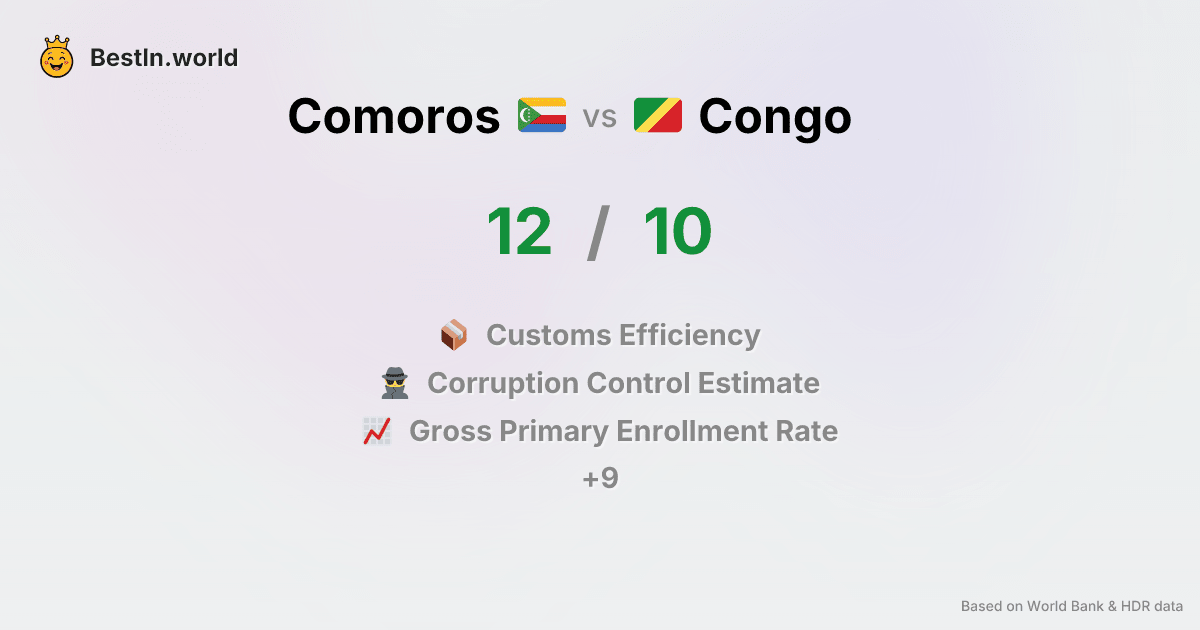 BestIn.world
Comoros vs Congo
12 / 10
Customs Efficiency
Corruption Control Estimate
Gross Primary Enrollment Rate
+9
Based on World Bank & HDR data